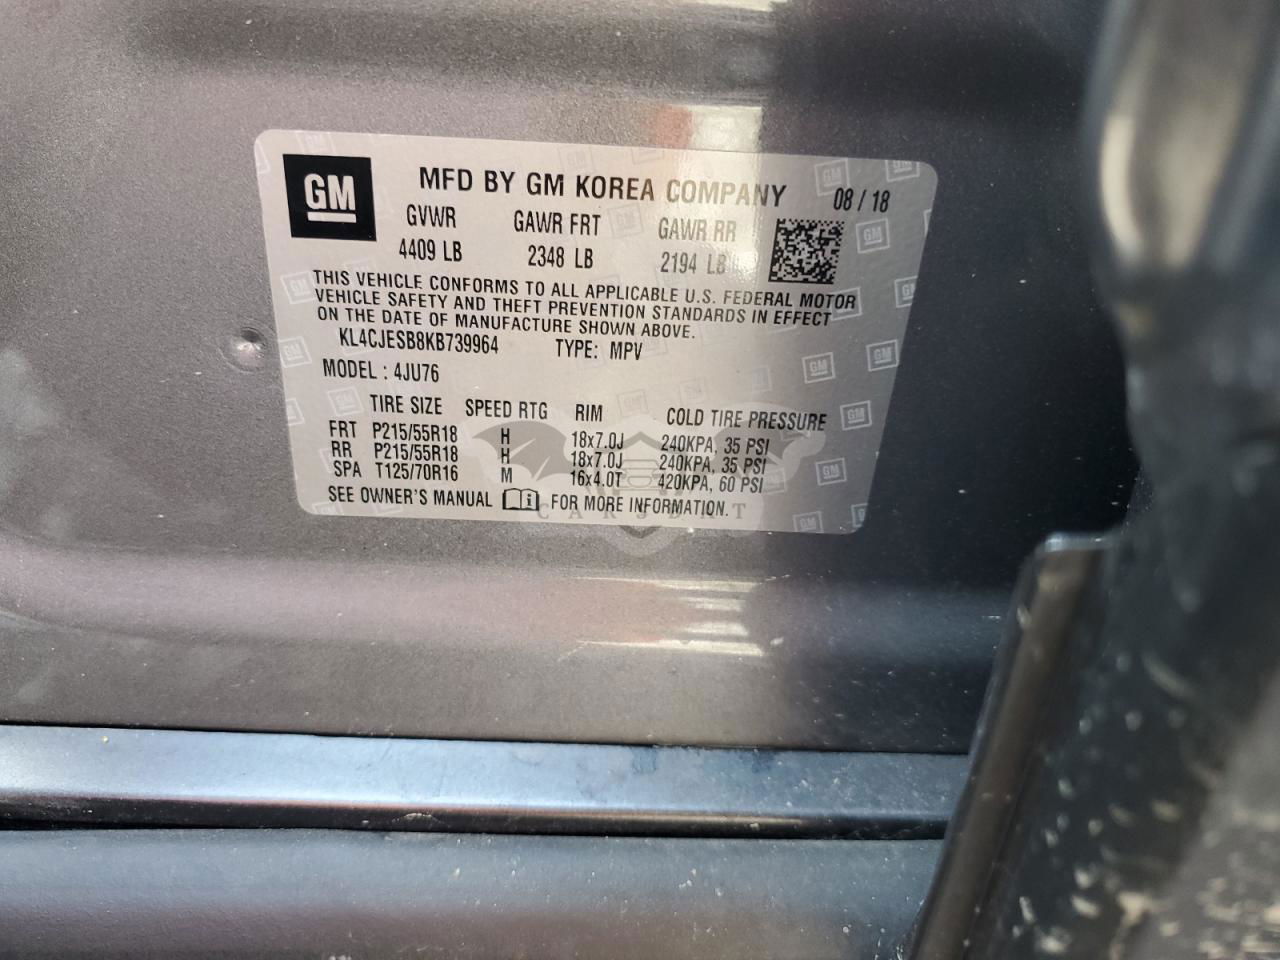 GM
MFD BY GM KOREA COMPANY 08 / 18
GVWR GAWR FRT GAWR RR
4409 LB 2348 LB 2194 LB
THIS VEHICLE CONFORMS TO ALL APPLICABLE U.S. FEDERAL MOTOR
VEHICLE SAFETY AND THEFT PREVENTION STANDARDS IN EFFECT
ON THE DATE OF MANUFACTURE SHOWN ABOVE.
KL4CJESB8KB739964 TYPE: MPV
MODEL : 4JU76
TIRE SIZE SPEED RTG RIM COLD TIRE PRESSURE
FRT P215/55R18 H 18x7.0J 240KPA, 35 PSI
RR P215/55R18 H 18x7.0J 240KPA, 35 PSI
SPA T125/70R16 M 16x4.0T 420KPA, 60 PSI
SEE OWNER'S MANUAL i FOR MORE INFORMATION.